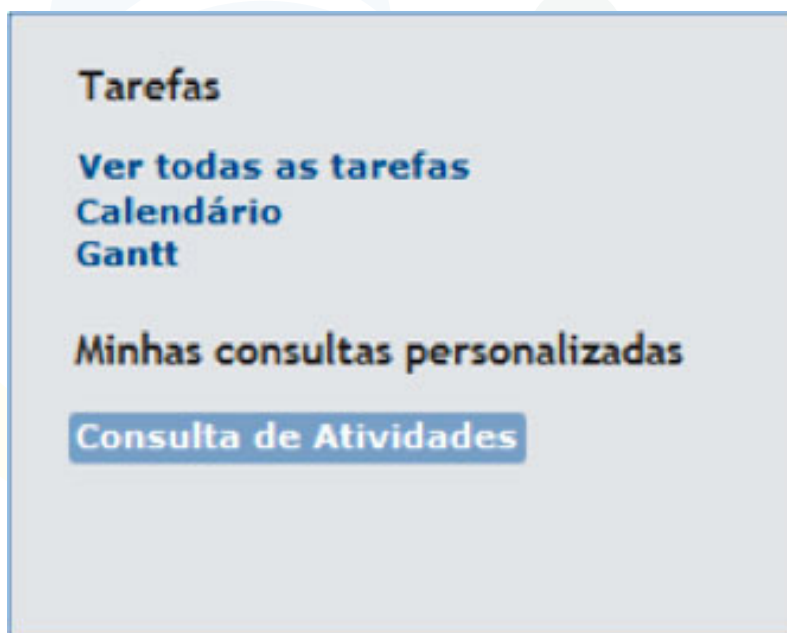 Tarefas
Ver todas as tarefas
Calendário
Gantt
Minhas consultas personalizadas
Consulta de Atividades